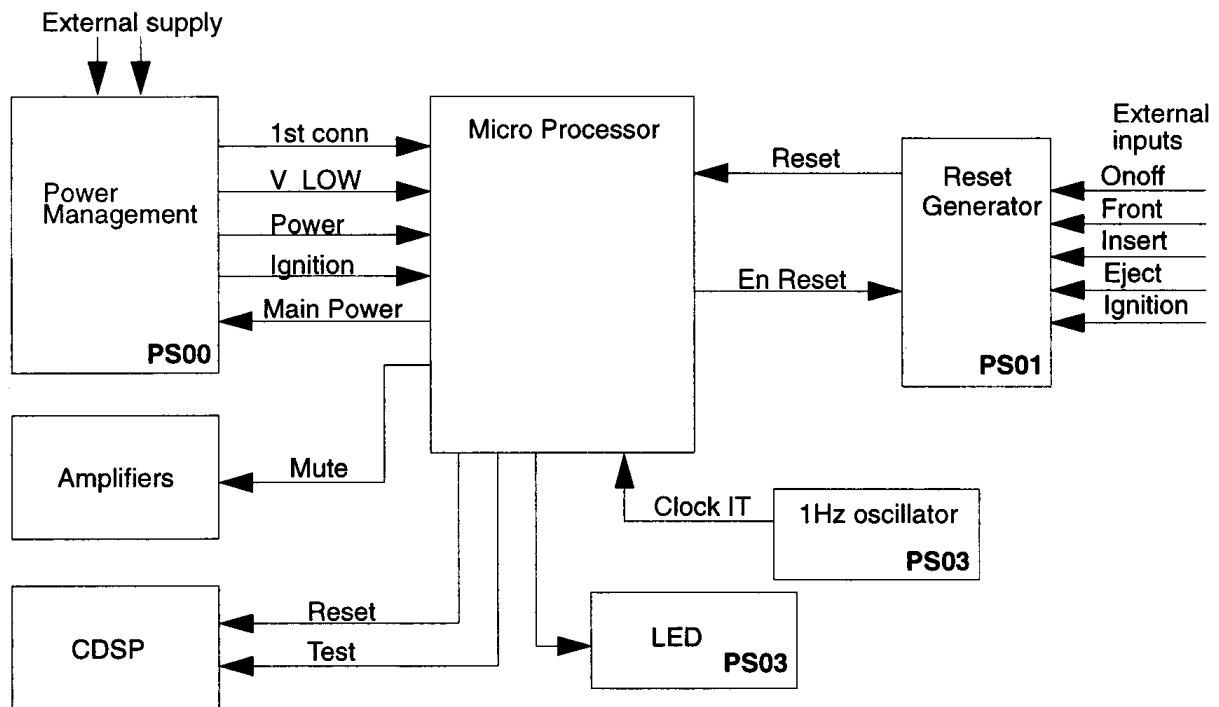 External supply
1st conn
V LOW
Power
Ignition
Main Power
Power
Management
PS00
Micro Processor
Reset
En Reset
Reset
Generator
PS01
External
inputs
Onoff
Front
Insert
Eject
Ignition
Amplifiers
Mute
Clock IT
1Hz oscillator
PS03
CDSP
Reset
Test
LED
PS03